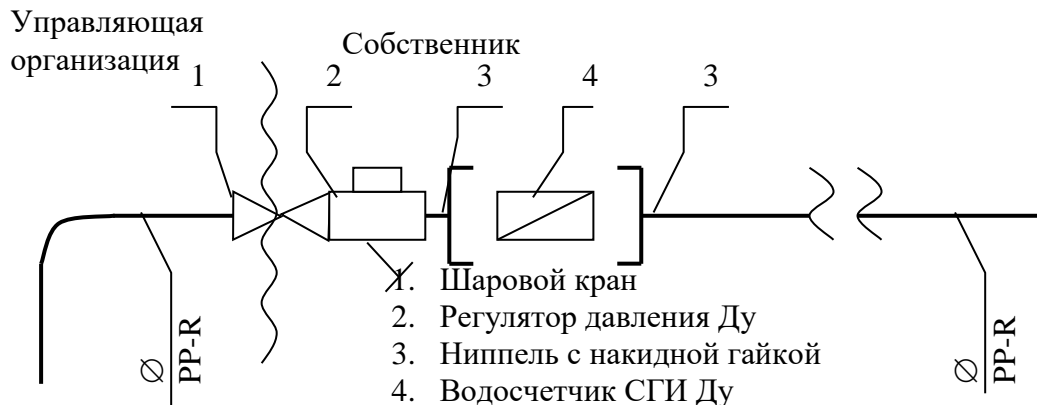 Управляющая
организация
Собственник
1
2
3
4
3
1. Шаровой кран
2. Регулятор давления Ду
3. Ниппель с накидной гайкой
4. Водосчетчик СГИ Ду
∅
PP-R
∅
PP-R